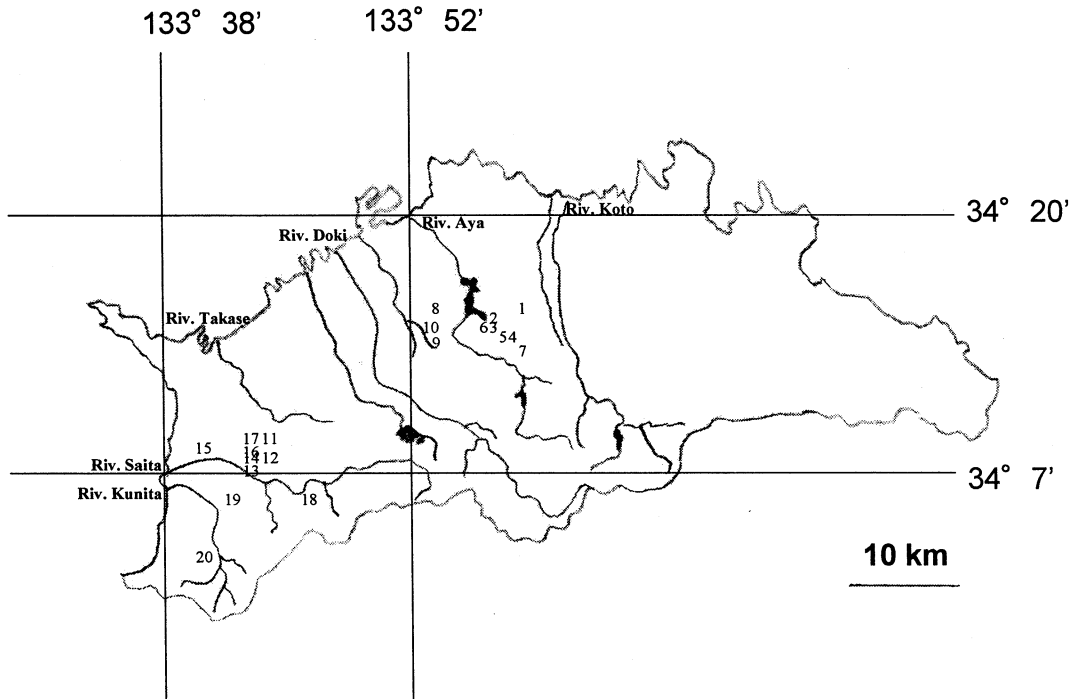 133° 38’ 133° 52’
Riv. Koto
34° 20’
Riv. Aya
Riv. Doki
8
1
2
Riv. Takase
10
63
9
54
7
17 11
15
16
14 12
Riv. Saita
13
34° 7’
Riv. Kunita
19
18
20
10 km